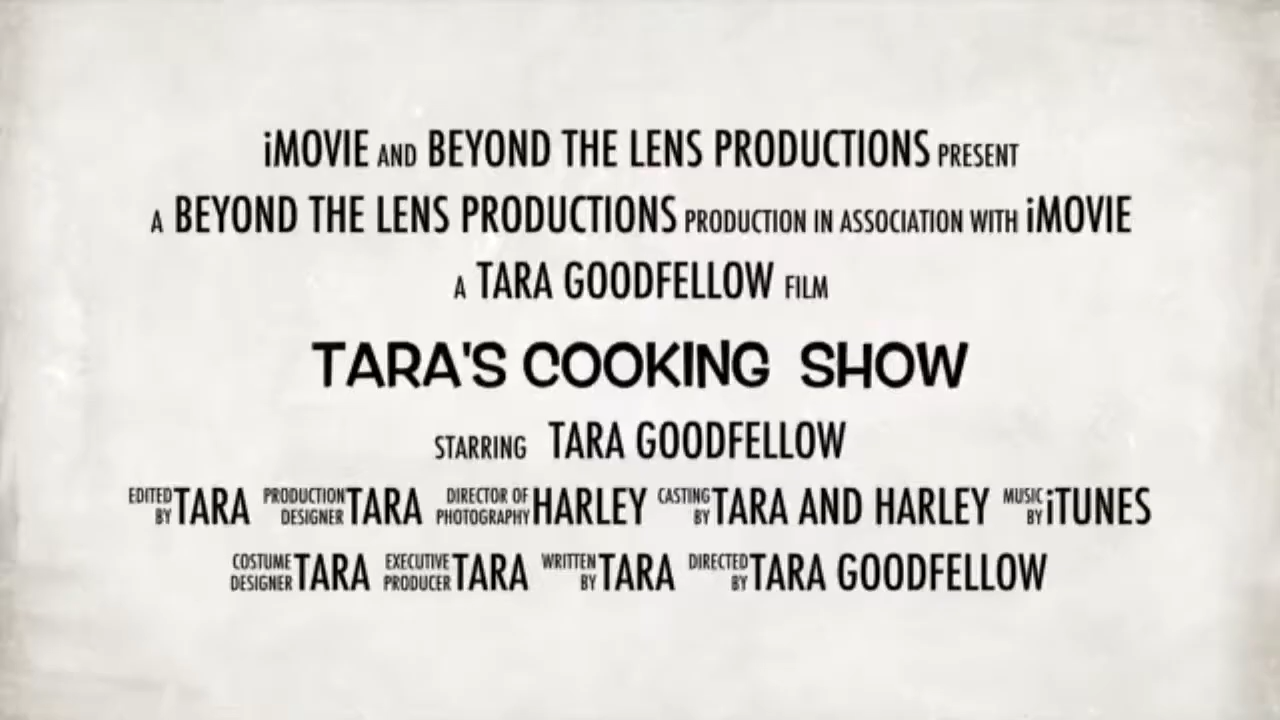 iMOVIE AND BEYOND THE LENS PRODUCTIONS PRESENT
A BEYOND THE LENS PRODUCTIONS PRODUCTION IN ASSOCIATION WITH iMOVIE
A TARA GOODFELLOW FILM
TARA'S COOKING SHOW
STARRING TARA GOODFELLOW
EDITED BY TARA PRODUCTION DESIGNER TARA DIRECTOR OF PHOTOGRAPHY HARLEY CASTING BY TARA AND HARLEY MUSIC BY iTUNES
COSTUME DESIGNER TARA EXECUTIVE PRODUCER TARA WRITTEN BY TARA DIRECTED BY TARA GOODFELLOW